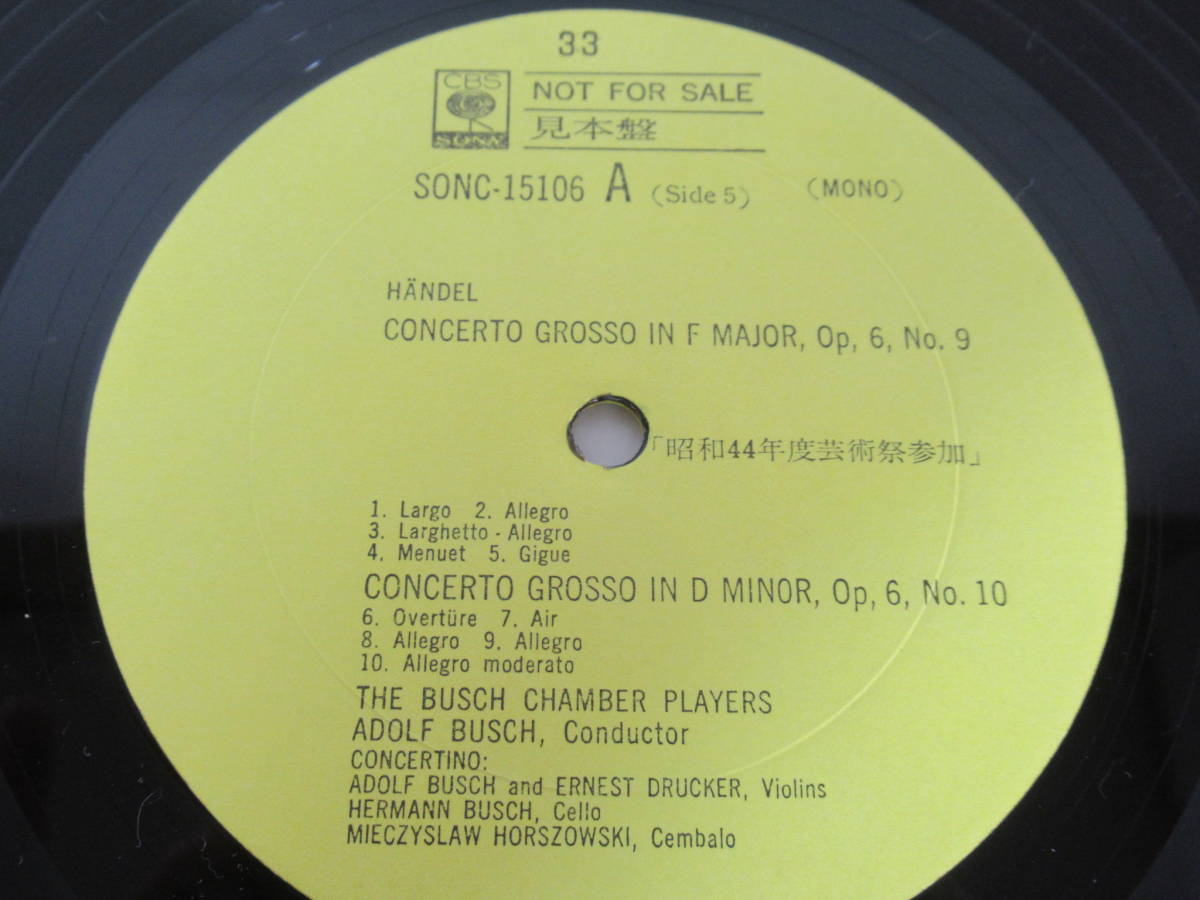 33
CBS
SONY
NOT FOR SALE
見本盤
SONC-15106 A (Side 5) (MONO)
HÄNDEL
CONCERTO GROSSO IN F MAJOR, Op, 6, No. 9
「昭和44年度芸術祭参加」
1. Largo 2. Allegro
3. Larghetto - Allegro
4. Menuet 5. Gigue
CONCERTO GROSSO IN D MINOR, Op, 6, No. 10
6. Overtüre 7. Air
8. Allegro 9. Allegro
10. Allegro moderato
THE BUSCH CHAMBER PLAYERS
ADOLF BUSCH, Conductor
CONCERTINO:
ADOLF BUSCH and ERNEST DRUCKER, Violins
HERMANN BUSCH, Cello
MIECZYSLAW HORSZOWSKI, Cembalo